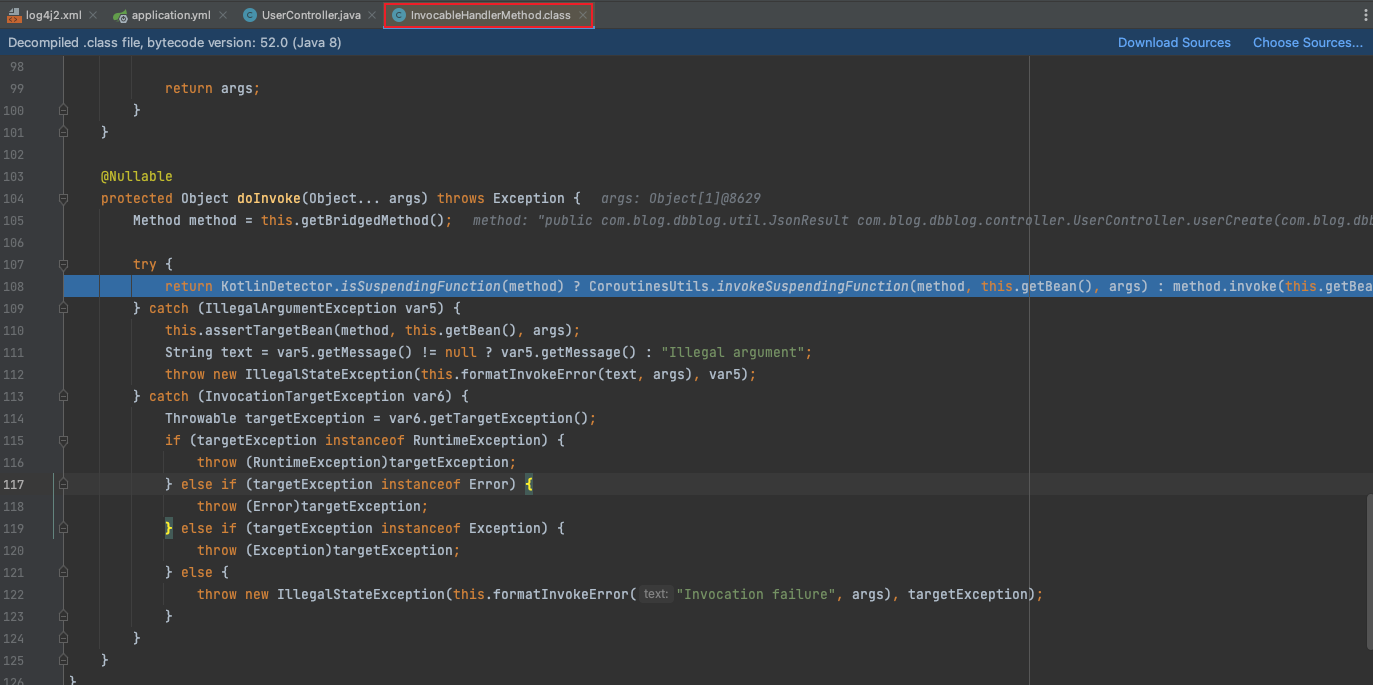 log4j2.xml application.yml UserController.java InvocableHandlerMethod.class
Decompiled .class file, bytecode version: 52.0 (Java 8) Download Sources Choose Sources...
98
99 return args;
100 }
101 }
102
103 @Nullable
104 protected Object doInvoke(Object... args) throws Exception { args: Object[1]@8629
105 Method method = this.getBridgedMethod(); method: "public com.blog.dbblog.util.JsonResult com.blog.dbblog.controller.UserController.userCreate(com.blog.dbb
106
107 try {
108 return KotlinDetector.isSuspendingFunction(method) ? CoroutinesUtils.invokeSuspendingFunction(method, this.getBean(), args) : method.invoke(this.getBea
109 } catch (IllegalArgumentException var5) {
110 this.assertTargetBean(method, this.getBean(), args);
111 String text = var5.getMessage() != null ? var5.getMessage() : "Illegal argument";
112 throw new IllegalStateException(this.formatInvokeError(text, args), var5);
113 } catch (InvocationTargetException var6) {
114 Throwable targetException = var6.getTargetException();
115 if (targetException instanceof RuntimeException) {
116 throw (RuntimeException)targetException;
117 } else if (targetException instanceof Error) {
118 throw (Error)targetException;
119 } else if (targetException instanceof Exception) {
120 throw (Exception)targetException;
121 } else {
122 throw new IllegalStateException(this.formatInvokeError( text: "Invocation failure", args), targetException);
123 }
124 }
125 }
126 }